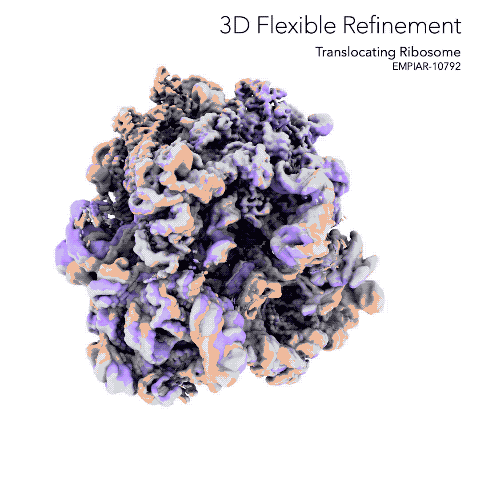 3D Flexible Refinement
Translocating Ribosome
EMPIAR-10792